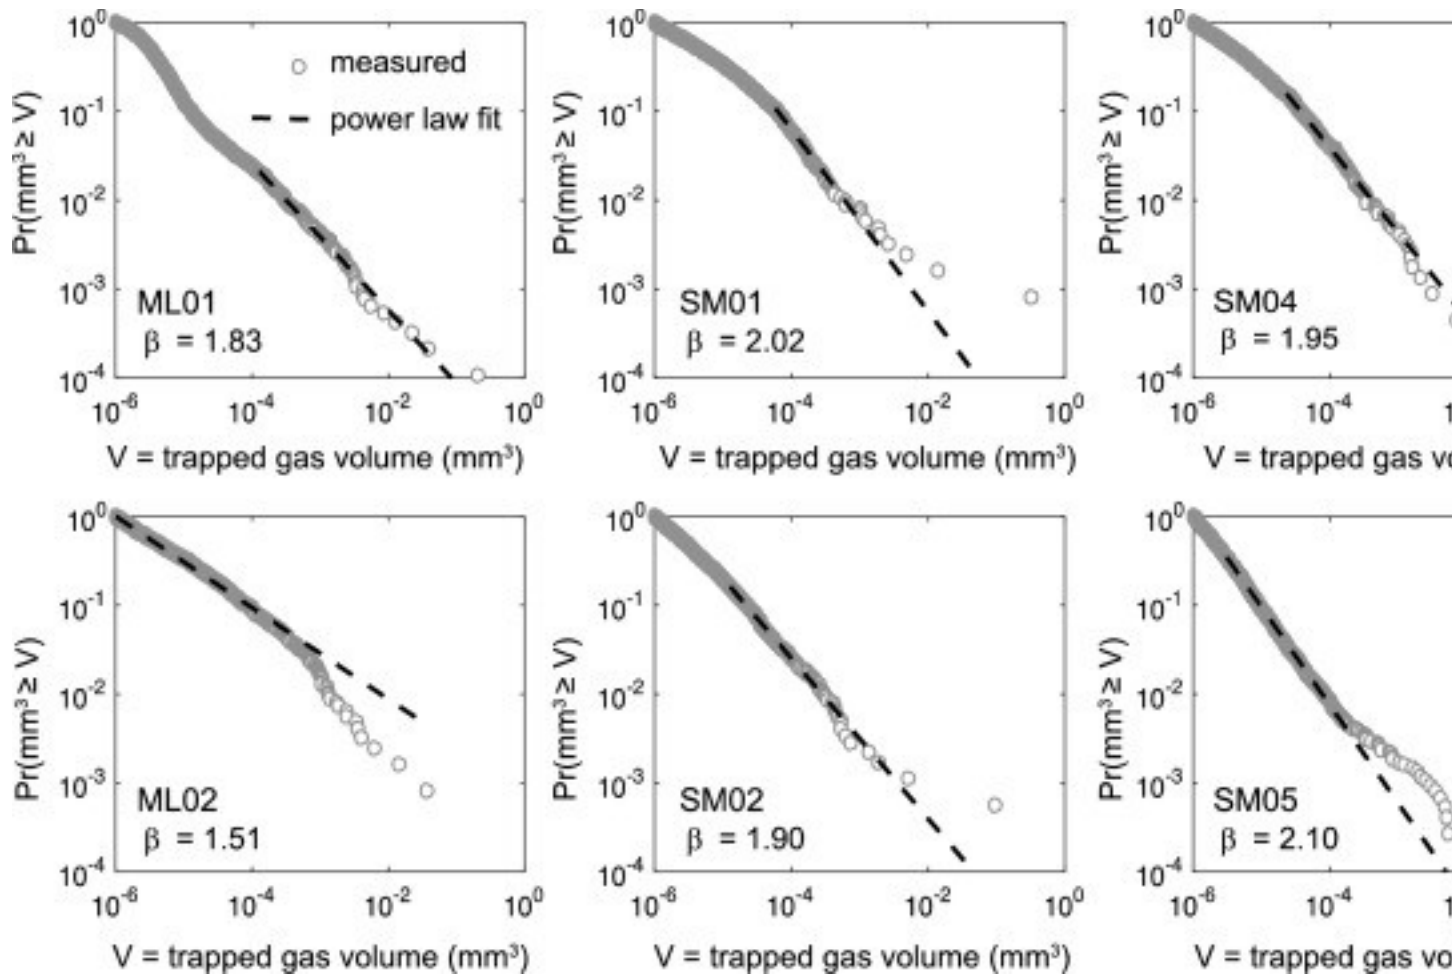 10^0
10^-1
10^-2
10^-3
10^-4
Pr(mm³ ≥ V)
measured
power law fit
ML01
β = 1.83
10^-6 10^-4 10^-2 10^0
V = trapped gas volume (mm³)
10^0
10^-1
10^-2
10^-3
10^-4
Pr(mm³ ≥ V)
SM01
β = 2.02
10^-6 10^-4 10^-2 10^0
V = trapped gas volume (mm³)
10^0
10^-1
10^-2
10^-3
10^-4
Pr(mm³ ≥ V)
SM04
β = 1.95
10^-6 10^-4
V = trapped gas vo
10^0
10^-1
10^-2
10^-3
10^-4
Pr(mm³ ≥ V)
ML02
β = 1.51
10^-6 10^-4 10^-2 10^0
V = trapped gas volume (mm³)
10^0
10^-1
10^-2
10^-3
10^-4
Pr(mm³ ≥ V)
SM02
β = 1.90
10^-6 10^-4 10^-2 10^0
V = trapped gas volume (mm³)
10^0
10^-1
10^-2
10^-3
10^-4
Pr(mm³ ≥ V)
SM05
β = 2.10
10^-6 10^-4
V = trapped gas vo